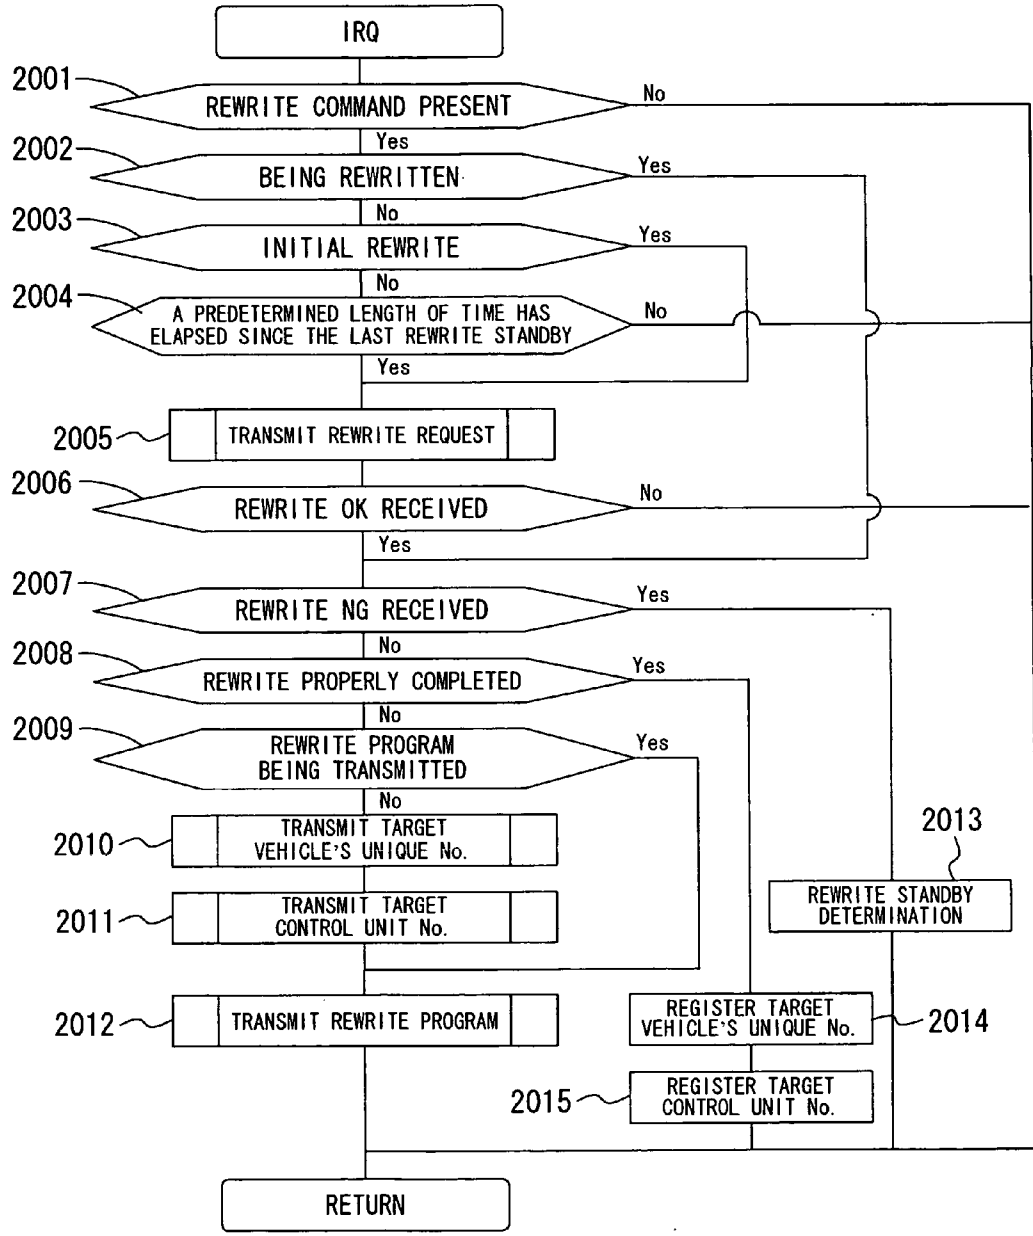 IRQ
2001
REWRITE COMMAND PRESENT
No
Yes
2002
BEING REWRITTEN
Yes
No
2003
INITIAL REWRITE
Yes
No
2004
A PREDETERMINED LENGTH OF TIME HAS
ELAPSED SINCE THE LAST REWRITE STANDBY
No
Yes
2005
TRANSMIT REWRITE REQUEST
2006
REWRITE OK RECEIVED
No
Yes
2007
REWRITE NG RECEIVED
Yes
No
2008
REWRITE PROPERLY COMPLETED
Yes
No
2009
REWRITE PROGRAM
BEING TRANSMITTED
Yes
No
2010
TRANSMIT TARGET
VEHICLE'S UNIQUE No.
2011
TRANSMIT TARGET
CONTROL UNIT No.
2013
REWRITE STANDBY
DETERMINATION
2012
TRANSMIT REWRITE PROGRAM
REGISTER TARGET
VEHICLE'S UNIQUE No.
2014
2015
REGISTER TARGET
CONTROL UNIT No.
RETURN